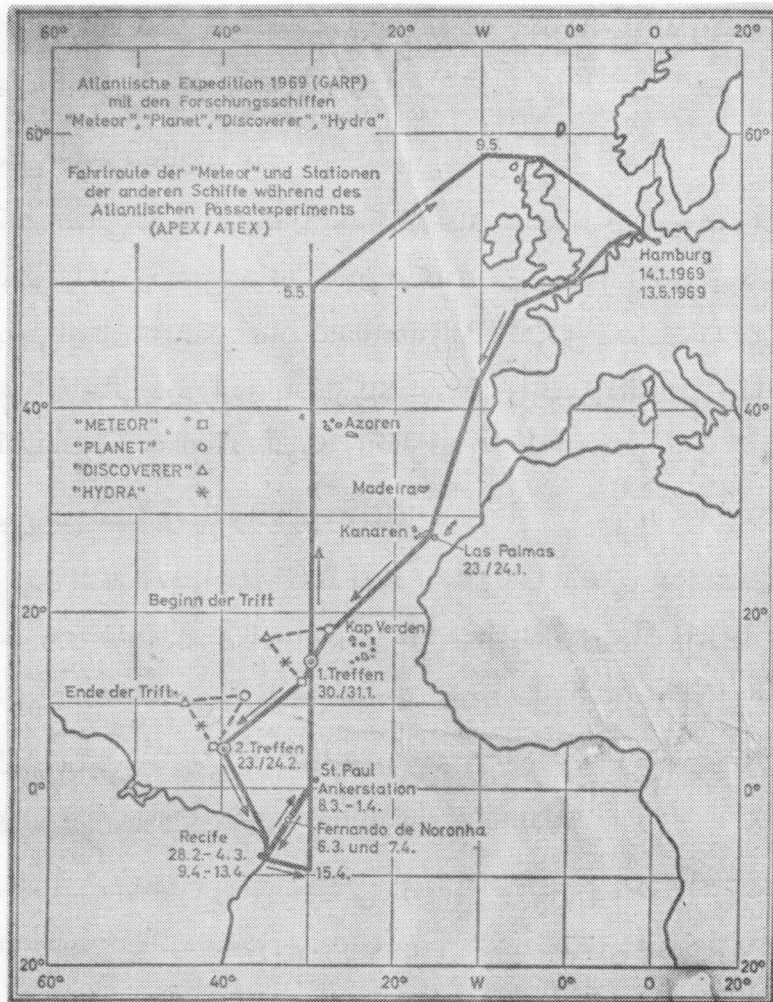 60°
40°
20°
W
0°
O
20°
Atlantische Expedition 1969 (GARP)
mit den Forschungsschiffen
"Meteor","Planet","Discoverer","Hydra"
60°
60°
9.5.
Fahrtroute der "Meteor" und Stationen
der anderen Schiffe während des
Atlantischen Passatexperiments
(APEX/ATEX)
Hamburg
14.1.1969
13.5.1969
5.5.
40°
40°
"METEOR"
"PLANET"
"DISCOVERER"
"HYDRA"
Azoren
Madeira
Kanaren
Las Palmas
23./24.1.
Beginn der Trift
20°
20°
Kap Verden
1. Treffen
30./31.1.
Ende der Trift
2. Treffen
23./24.2.
0°
0°
St. Paul
Ankerstation
8.3.-1.4.
Fernando de Noronha
6.3. und 7.4.
Recife
28.2.-4.3.
9.4.-13.4.
15.4.
20°
20°
60°
40°
20°
W
0°
O
20°